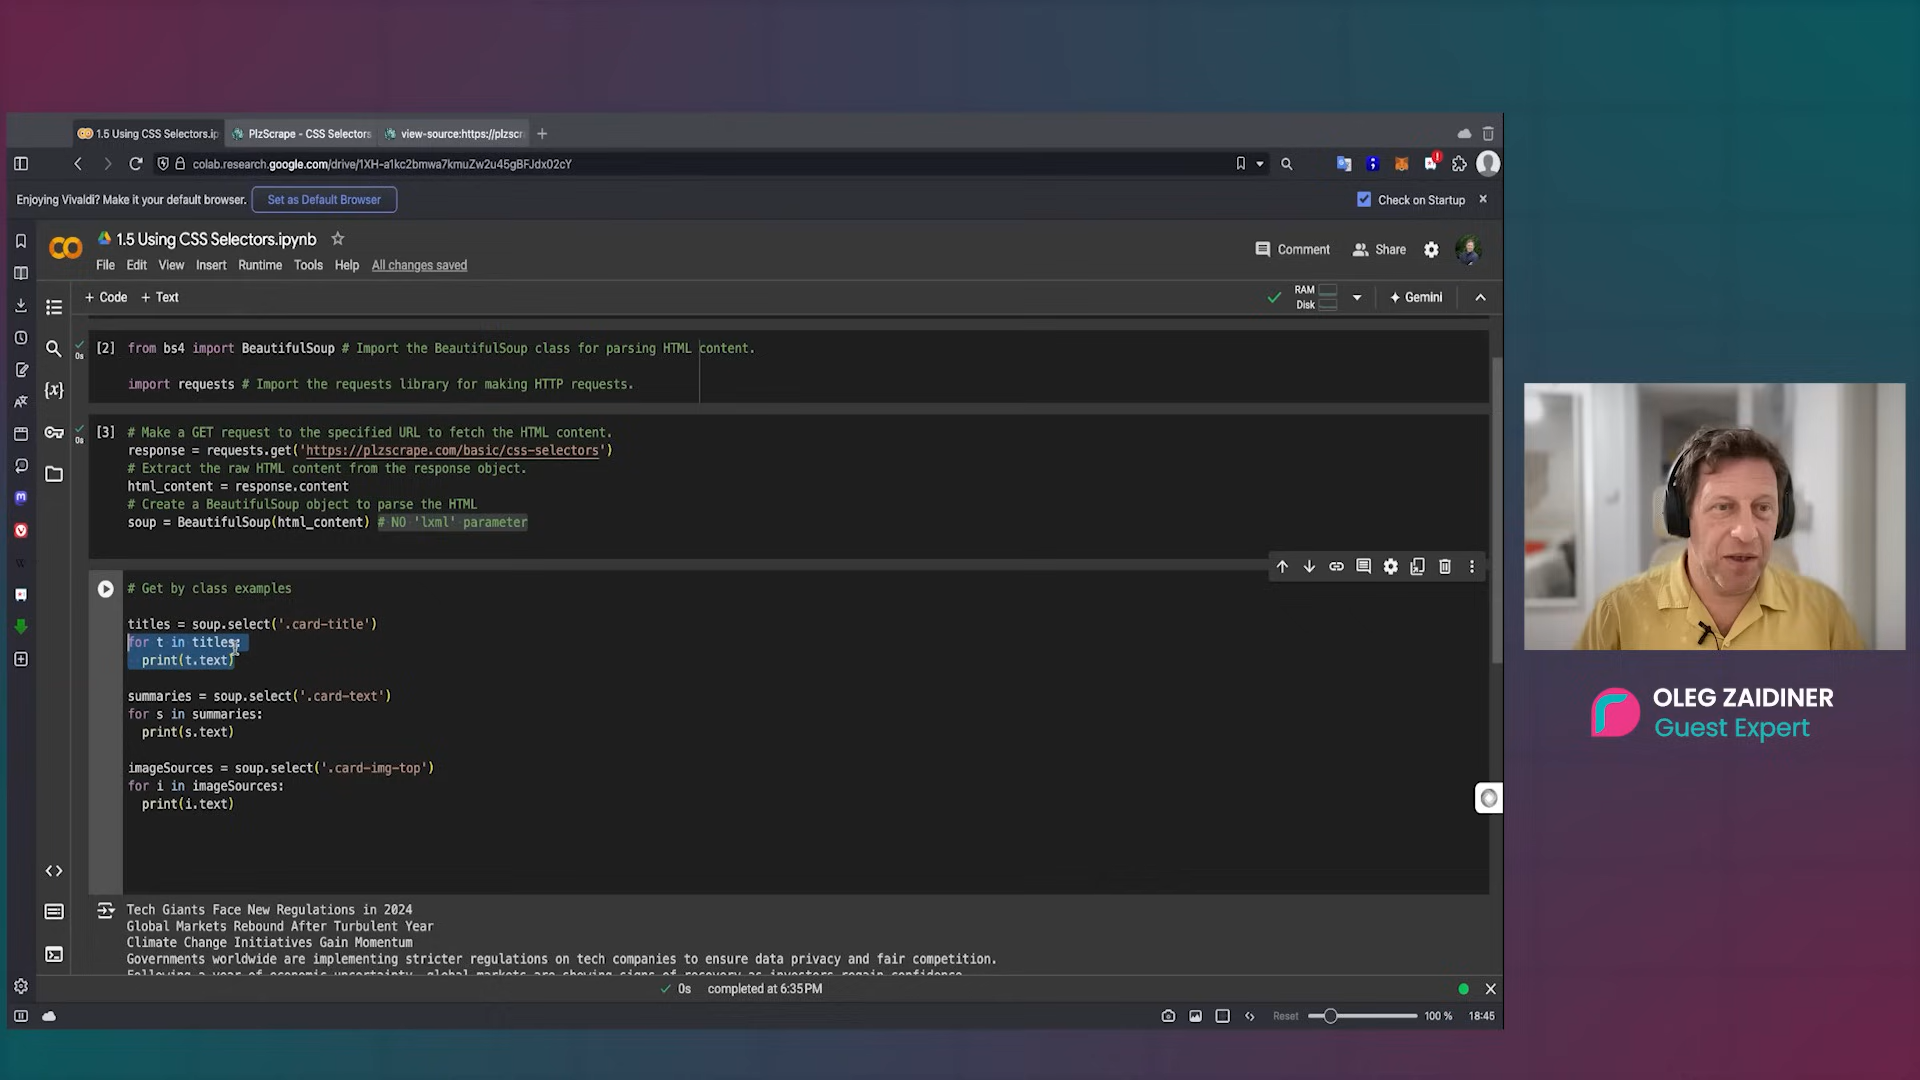 1.5 Using CSS Selectors.ip
PlzScrape - CSS Selectors
view-source:https://plzscr
colab.research.google.com/drive/1XH-a1kc2bmwa7kmuZw2u45gBFJdx02cY
Enjoying Vivaldi? Make it your default browser.
Set as Default Browser
Check on Startup
1.5 Using CSS Selectors.ipynb
Comment
Share
File Edit View Insert Runtime Tools Help All changes saved
+ Code + Text
RAM
Disk
Gemini
[2] from bs4 import BeautifulSoup # Import the BeautifulSoup class for parsing HTML content.
0s
import requests # Import the requests library for making HTTP requests.
[3] # Make a GET request to the specified URL to fetch the HTML content.
0s
response = requests.get('https://plzscrape.com/basic/css-selectors')
# Extract the raw HTML content from the response object.
html_content = response.content
# Create a BeautifulSoup object to parse the HTML
soup = BeautifulSoup(html_content) # NO 'lxml' parameter
# Get by class examples
titles = soup.select('.card-title')
for t in titles:
print(t.text)
summaries = soup.select('.card-text')
for s in summaries:
print(s.text)
imageSources = soup.select('.card-img-top')
for i in imageSources:
print(i.text)
Tech Giants Face New Regulations in 2024
Global Markets Rebound After Turbulent Year
Climate Change Initiatives Gain Momentum
Governments worldwide are implementing stricter regulations on tech companies to ensure data privacy and fair competition.
Following a year of economic uncertainty, global markets are showing signs of recovery as investors regain confidence.
0s completed at 6:35 PM
Reset
100 %
18:45
OLEG ZAIDINER
Guest Expert